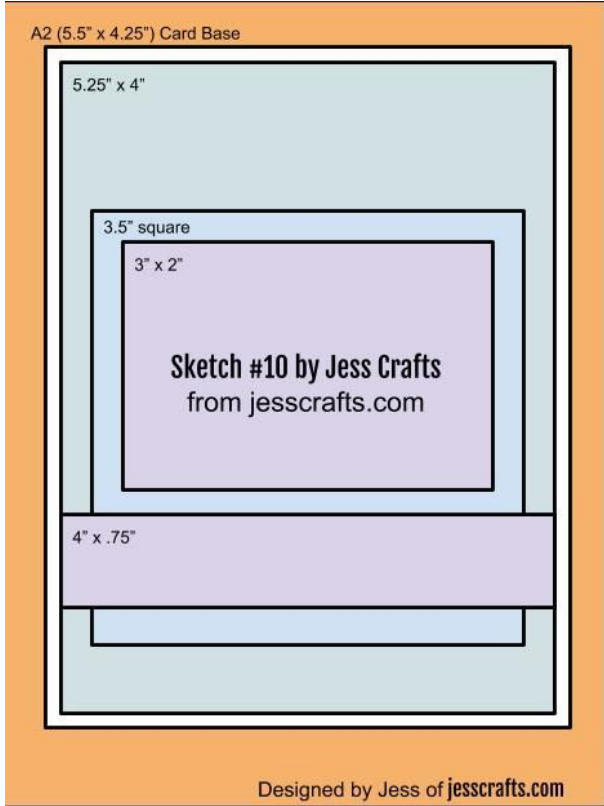 A2 (5.5” x 4.25”) Card Base
5.25” x 4”
3.5” square
3” x 2”
Sketch #10 by Jess Crafts
from jesscrafts.com
4” x .75”
Designed by Jess of jesscrafts.com